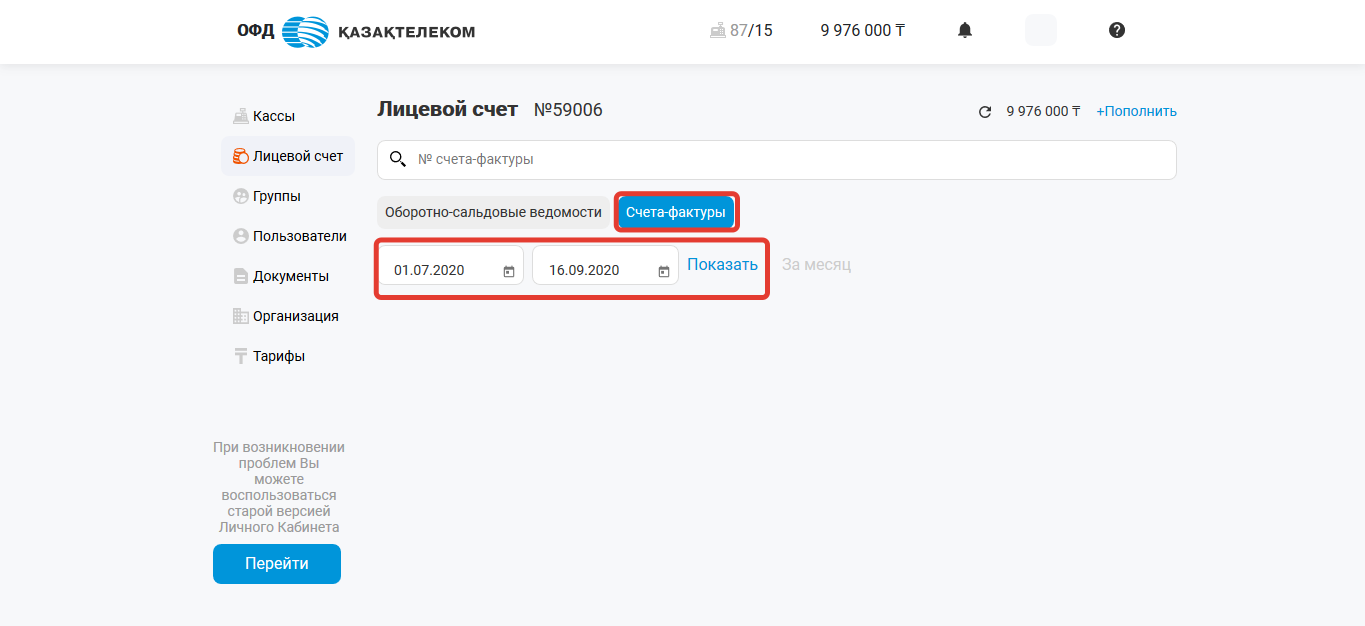 ОФД ҚАЗАҚТЕЛЕКОМ 87/15 9 976 000 ₸
Кассы
Лицевой счет
Группы
Пользователи
Документы
Организация
Тарифы
При возникновении
проблем Вы
можете
воспользоваться
старой версией
Личного Кабинета
Перейти
Лицевой счет №59006 9 976 000 ₸ +Пополнить
№ счета-фактуры
Оборотно-сальдовые ведомости Счета-фактуры
01.07.2020 16.09.2020 Показать За месяц